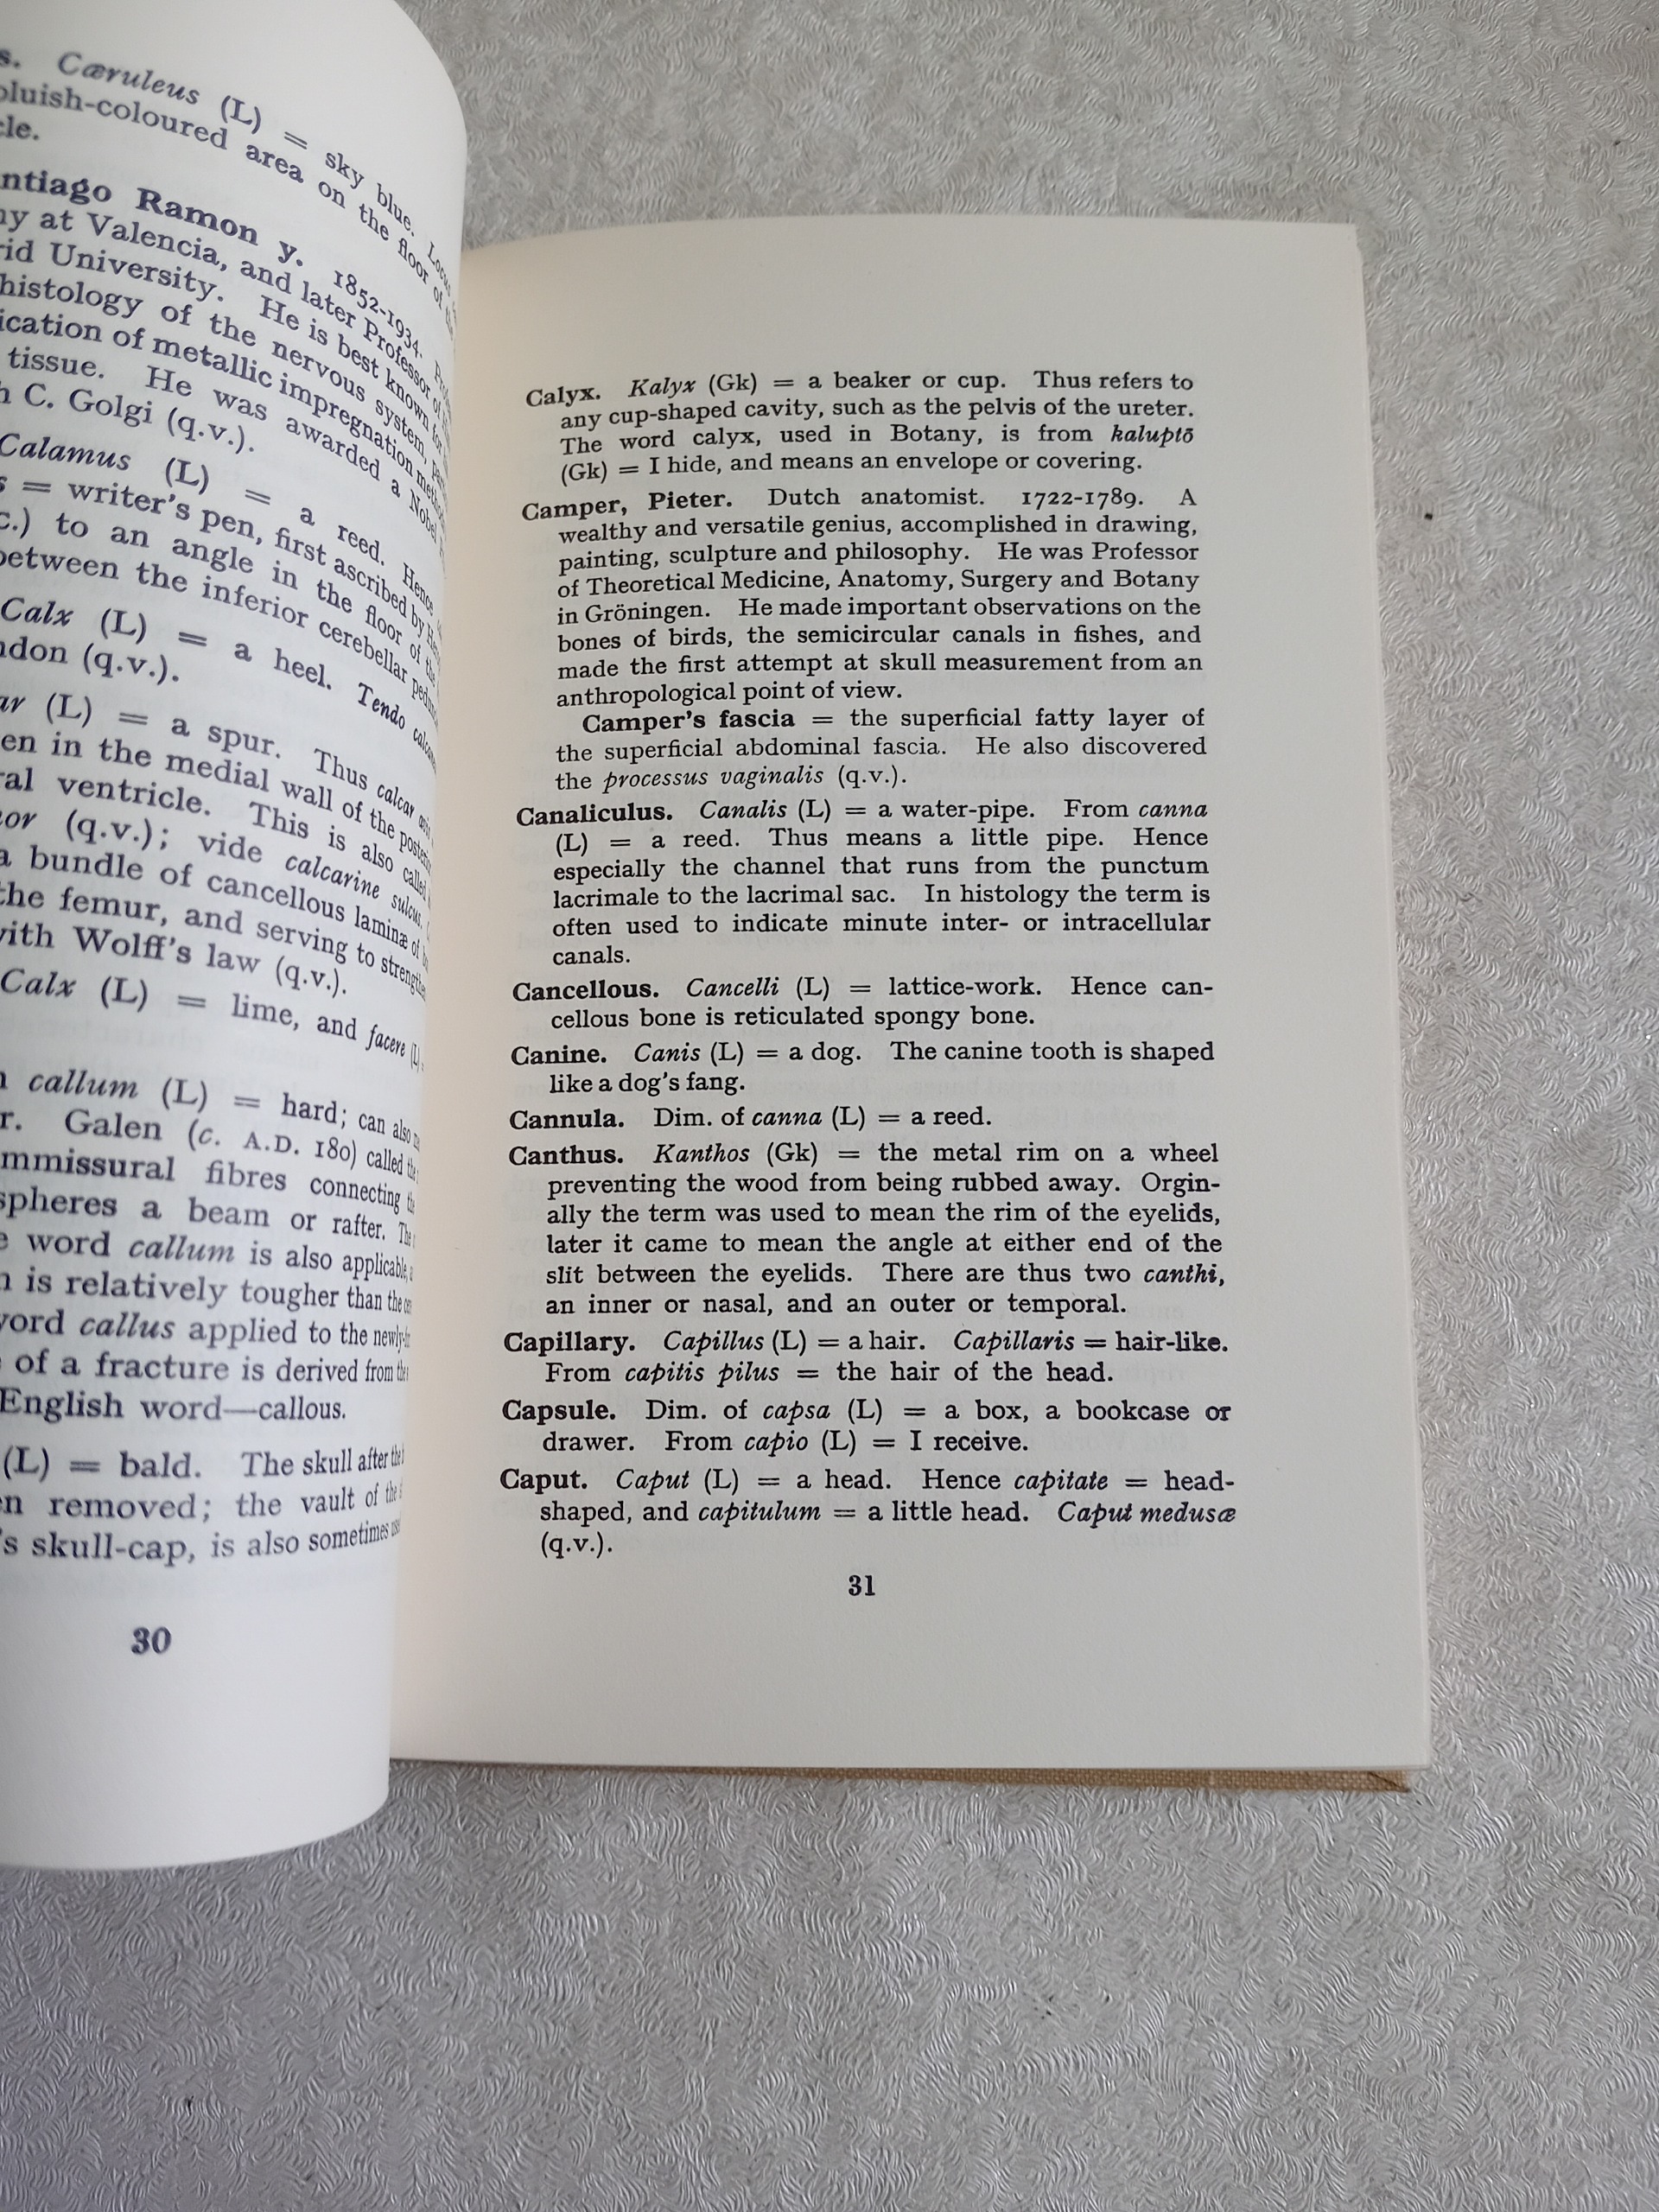 s. Cæruleus (L) = sky blue. Locus
bluish-coloured area on the floor of the
cle.
ntiago Ramon y. 1852-1934.
ny at Valencia, and later Professor of
rid University. He is best known for
histology of the nervous system,
ication of metallic impregnation
tissue. He was awarded a Nobel
h C. Golgi (q.v.).
Calamus (L) = a reed. Hence
s = writer's pen, first ascribed by
c.) to an angle in the floor of the
between the inferior cerebellar
Calx (L) = a heel. Tendo
ndon (q.v.).
ar (L) = a spur. Thus calcar
en in the medial wall of the
ral ventricle. This is also called
or (q.v.); vide calcarine sulcus.
a bundle of cancellous laminæ of
the femur, and serving to
with Wolff's law (q.v.).
Calx (L) = lime, and facere (L)
n callum (L) = hard; can also
r. Galen (c. A.D. 180) called the
mmissural fibres connecting
spheres a beam or rafter. The
e word callum is also applicable,
n is relatively tougher than the
word callus applied to the
of a fracture is derived from the
English word—callous.
(L) = bald. The skull after the
en removed; the vault of the
's skull-cap, is also sometimes
30
Calyx. Kalyx (Gk) = a beaker or cup. Thus refers to
any cup-shaped cavity, such as the pelvis of the ureter.
The word calyx, used in Botany, is from kaluptō
(Gk) = I hide, and means an envelope or covering.
Camper, Pieter. Dutch anatomist. 1722-1789. A
wealthy and versatile genius, accomplished in drawing,
painting, sculpture and philosophy. He was Professor
of Theoretical Medicine, Anatomy, Surgery and Botany
in Gröningen. He made important observations on the
bones of birds, the semicircular canals in fishes, and
made the first attempt at skull measurement from an
anthropological point of view.
Camper's fascia = the superficial fatty layer of
the superficial abdominal fascia. He also discovered
the processus vaginalis (q.v.).
Canaliculus. Canalis (L) = a water-pipe. From canna
(L) = a reed. Thus means a little pipe. Hence
especially the channel that runs from the punctum
lacrimale to the lacrimal sac. In histology the term is
often used to indicate minute inter- or intracellular
canals.
Cancellous. Cancelli (L) = lattice-work. Hence can-
cellous bone is reticulated spongy bone.
Canine. Canis (L) = a dog. The canine tooth is shaped
like a dog's fang.
Cannula. Dim. of canna (L) = a reed.
Canthus. Kanthos (Gk) = the metal rim on a wheel
preventing the wood from being rubbed away. Orgin-
ally the term was used to mean the rim of the eyelids,
later it came to mean the angle at either end of the
slit between the eyelids. There are thus two canthi,
an inner or nasal, and an outer or temporal.
Capillary. Capillus (L) = a hair. Capillaris = hair-like.
From capitis pilus = the hair of the head.
Capsule. Dim. of capsa (L) = a box, a bookcase or
drawer. From capio (L) = I receive.
Caput. Caput (L) = a head. Hence capitate = head-
shaped, and capitulum = a little head. Caput medusæ
(q.v.).
31